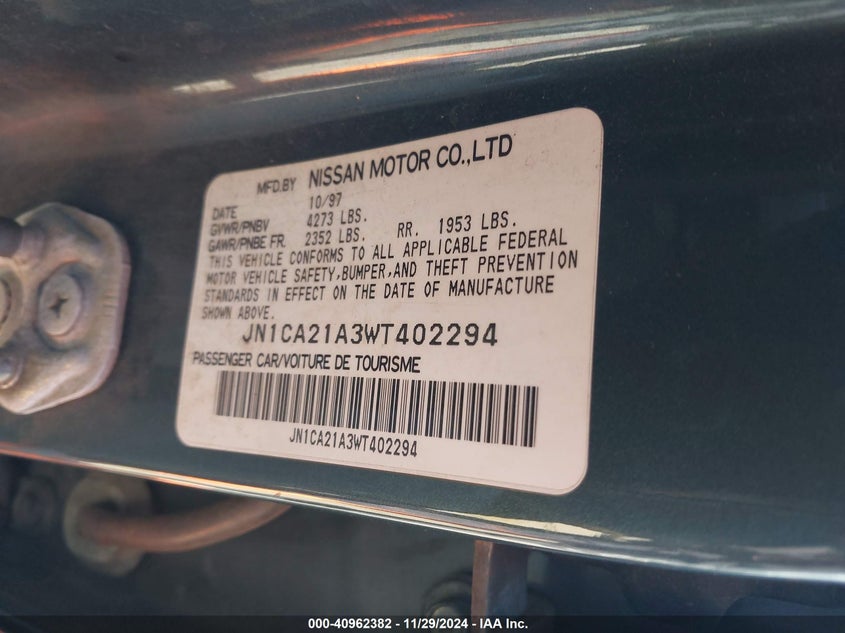 MFD.BY NISSAN MOTOR CO.,LTD
DATE 10/97
GVWR/PNBV 4273 LBS.
GAWR/PNBE FR. 2352 LBS. RR. 1953 LBS.
THIS VEHICLE CONFORMS TO ALL APPLICABLE FEDERAL
MOTOR VEHICLE SAFETY,BUMPER,AND THEFT PREVENTION
STANDARDS IN EFFECT ON THE DATE OF MANUFACTURE
SHOWN ABOVE.
JN1CA21A3WT402294
PASSENGER CAR/VOITURE DE TOURISME
JN1CA21A3WT402294
000-40962382 - 11/29/2024 - IAA Inc.